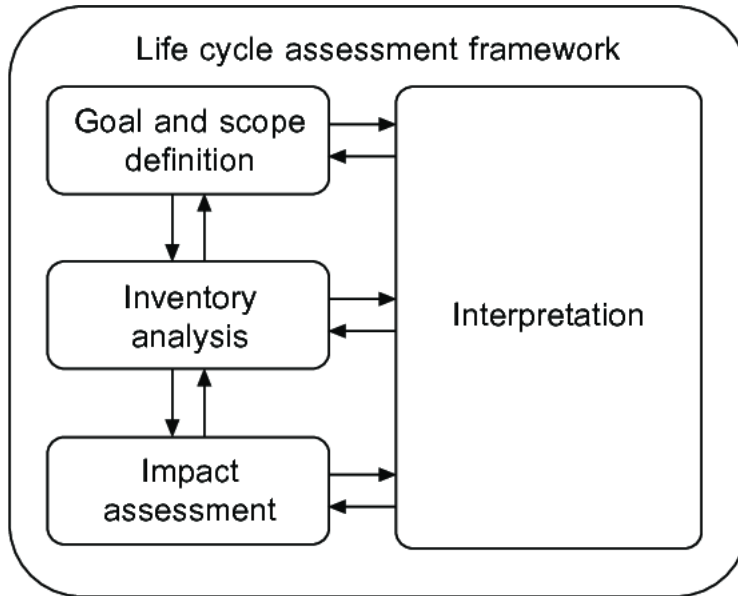 Life cycle assessment framework
Goal and scope
definition
Inventory
analysis
Interpretation
Impact
assessment